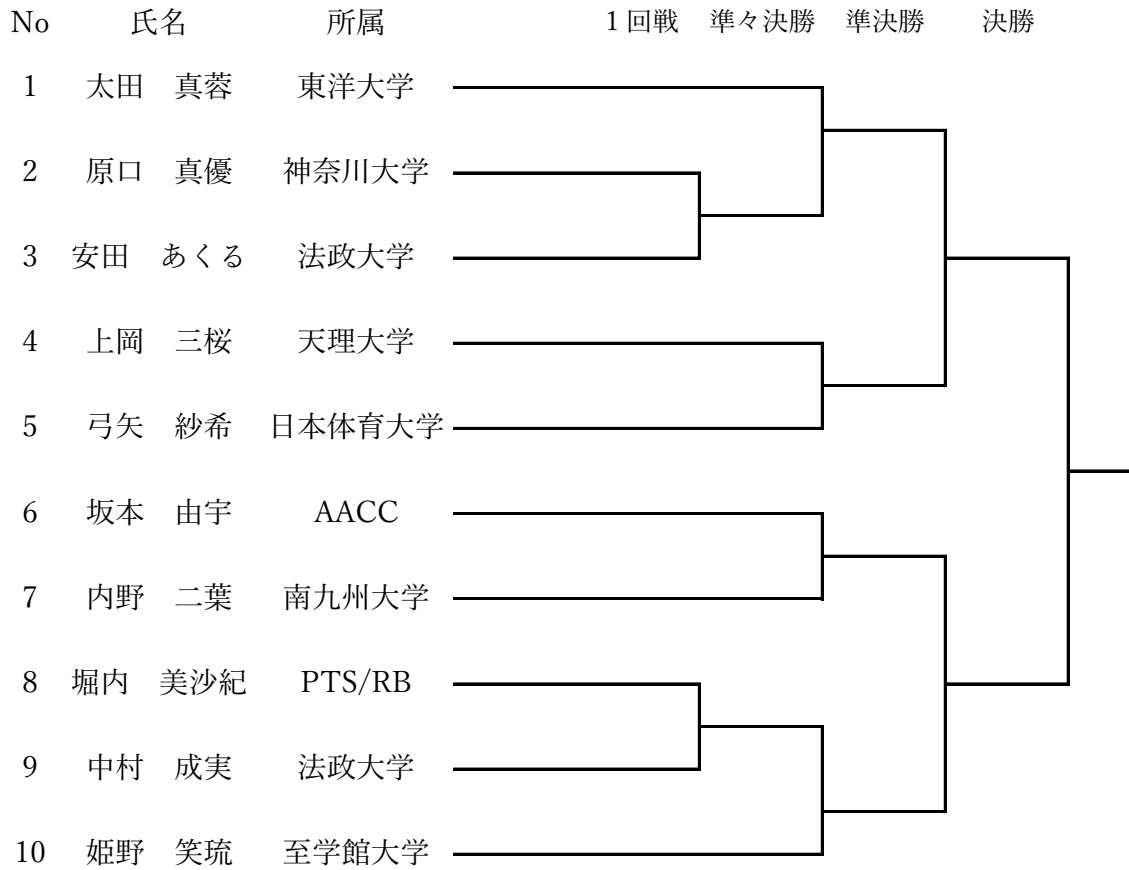 No 氏名 所属 1回戦 準々決勝 準決勝 決勝
1 太田 真蓉 東洋大学
2 原口 真優 神奈川大学
3 安田 あくる 法政大学
4 上岡 三桜 天理大学
5 弓矢 紗希 日本体育大学
6 坂本 由宇 AACC
7 内野 二葉 南九州大学
8 堀内 美沙紀 PTS/RB
9 中村 成実 法政大学
10 姫野 笑琉 至学館大学